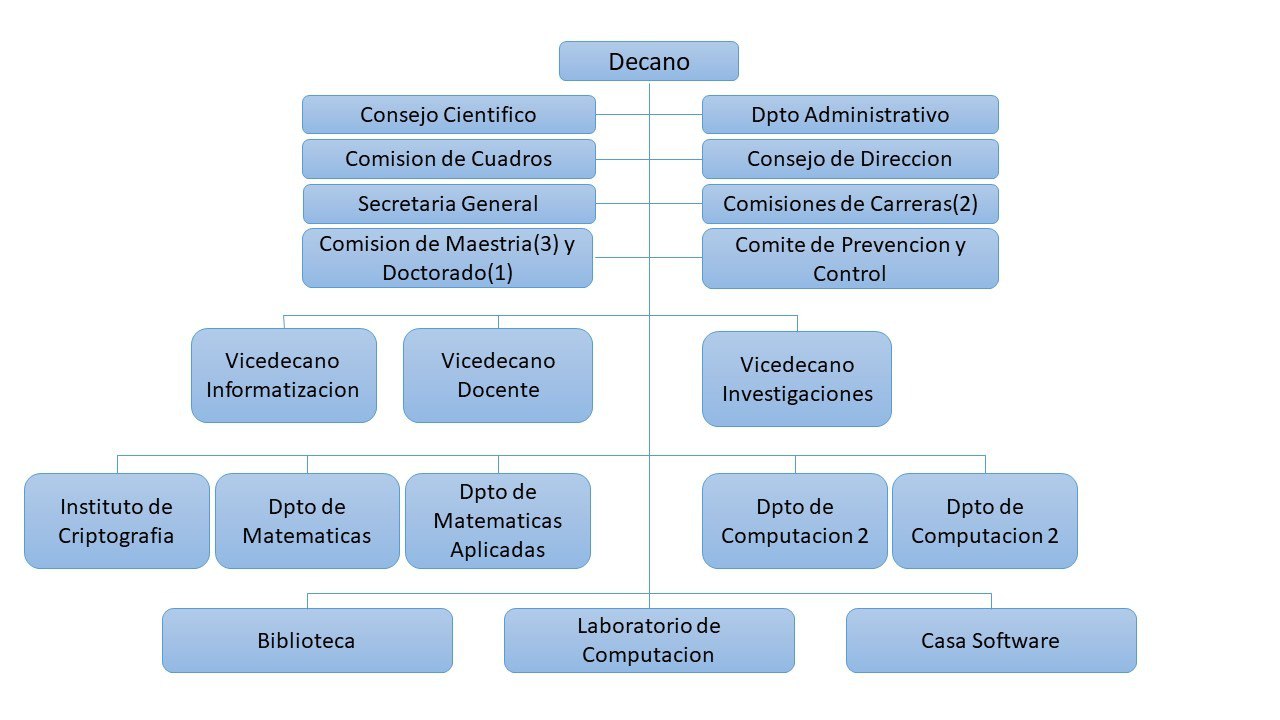 Decano
Consejo Cientifico
Dpto Administrativo
Comision de Cuadros
Consejo de Direccion
Secretaria General
Comisiones de Carreras(2)
Comision de Maestria(3) y
Doctorado(1)
Comite de Prevencion y
Control
Vicedecano
Informatizacion
Vicedecano
Docente
Vicedecano
Investigaciones
Instituto de
Criptografia
Dpto de
Matematicas
Dpto de
Matematicas
Aplicadas
Dpto de
Computacion 2
Dpto de
Computacion 2
Biblioteca
Laboratorio de
Computacion
Casa Software